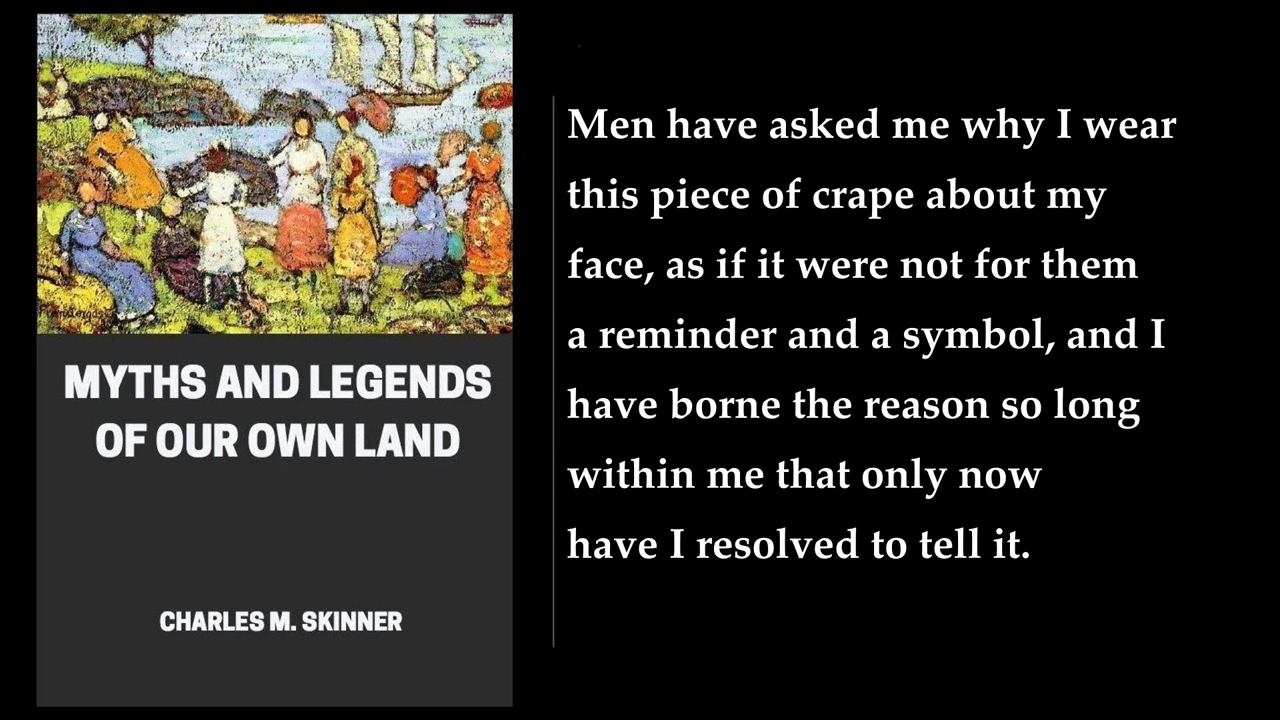 MYTHS AND LEGENDS
OF OUR OWN LAND
CHARLES M. SKINNER
Men have asked me why I wear
this piece of crape about my
face, as if it were not for them
a reminder and a symbol, and I
have borne the reason so long
within me that only now
have I resolved to tell it.